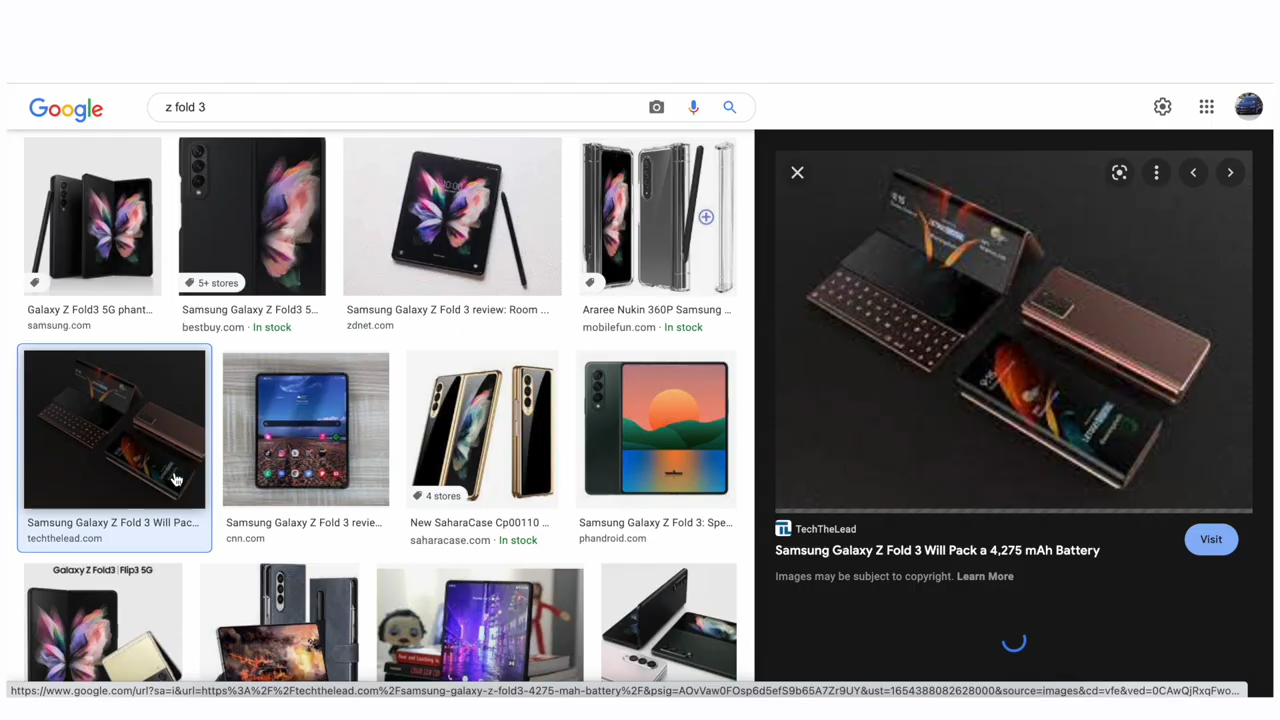 Google
z fold 3
5+ stores
Galaxy Z Fold3 5G phant...
samsung.com
Samsung Galaxy Z Fold3 5...
bestbuy.com · In stock
Samsung Galaxy Z Fold 3 review: Room ...
zdnet.com
Araree Nukin 360P Samsung ...
mobilefun.com · In stock
4 stores
Samsung Galaxy Z Fold 3 Will Pac...
techthelead.com
Samsung Galaxy Z Fold 3 revie...
cnn.com
New SaharaCase Cp00110 ...
saharacase.com · In stock
Samsung Galaxy Z Fold 3: Spe...
phandroid.com
Galaxy Z Fold3 | Flip3 5G
TechTheLead
Samsung Galaxy Z Fold 3 Will Pack a 4,275 mAh Battery
Visit
Images may be subject to copyright. Learn More
https://www.google.com/url?sa=i&url=https%3A%2F%2Ftechthelead.com%2Fsamsung-galaxy-z-fold3-4275-mah-battery%2F&psig=AOvVaw0FOsp6d5efS9b65A7Zr9UY&ust=1654388082628000&source=images&cd=vfe&ved=0CAwQjRxqFwo...